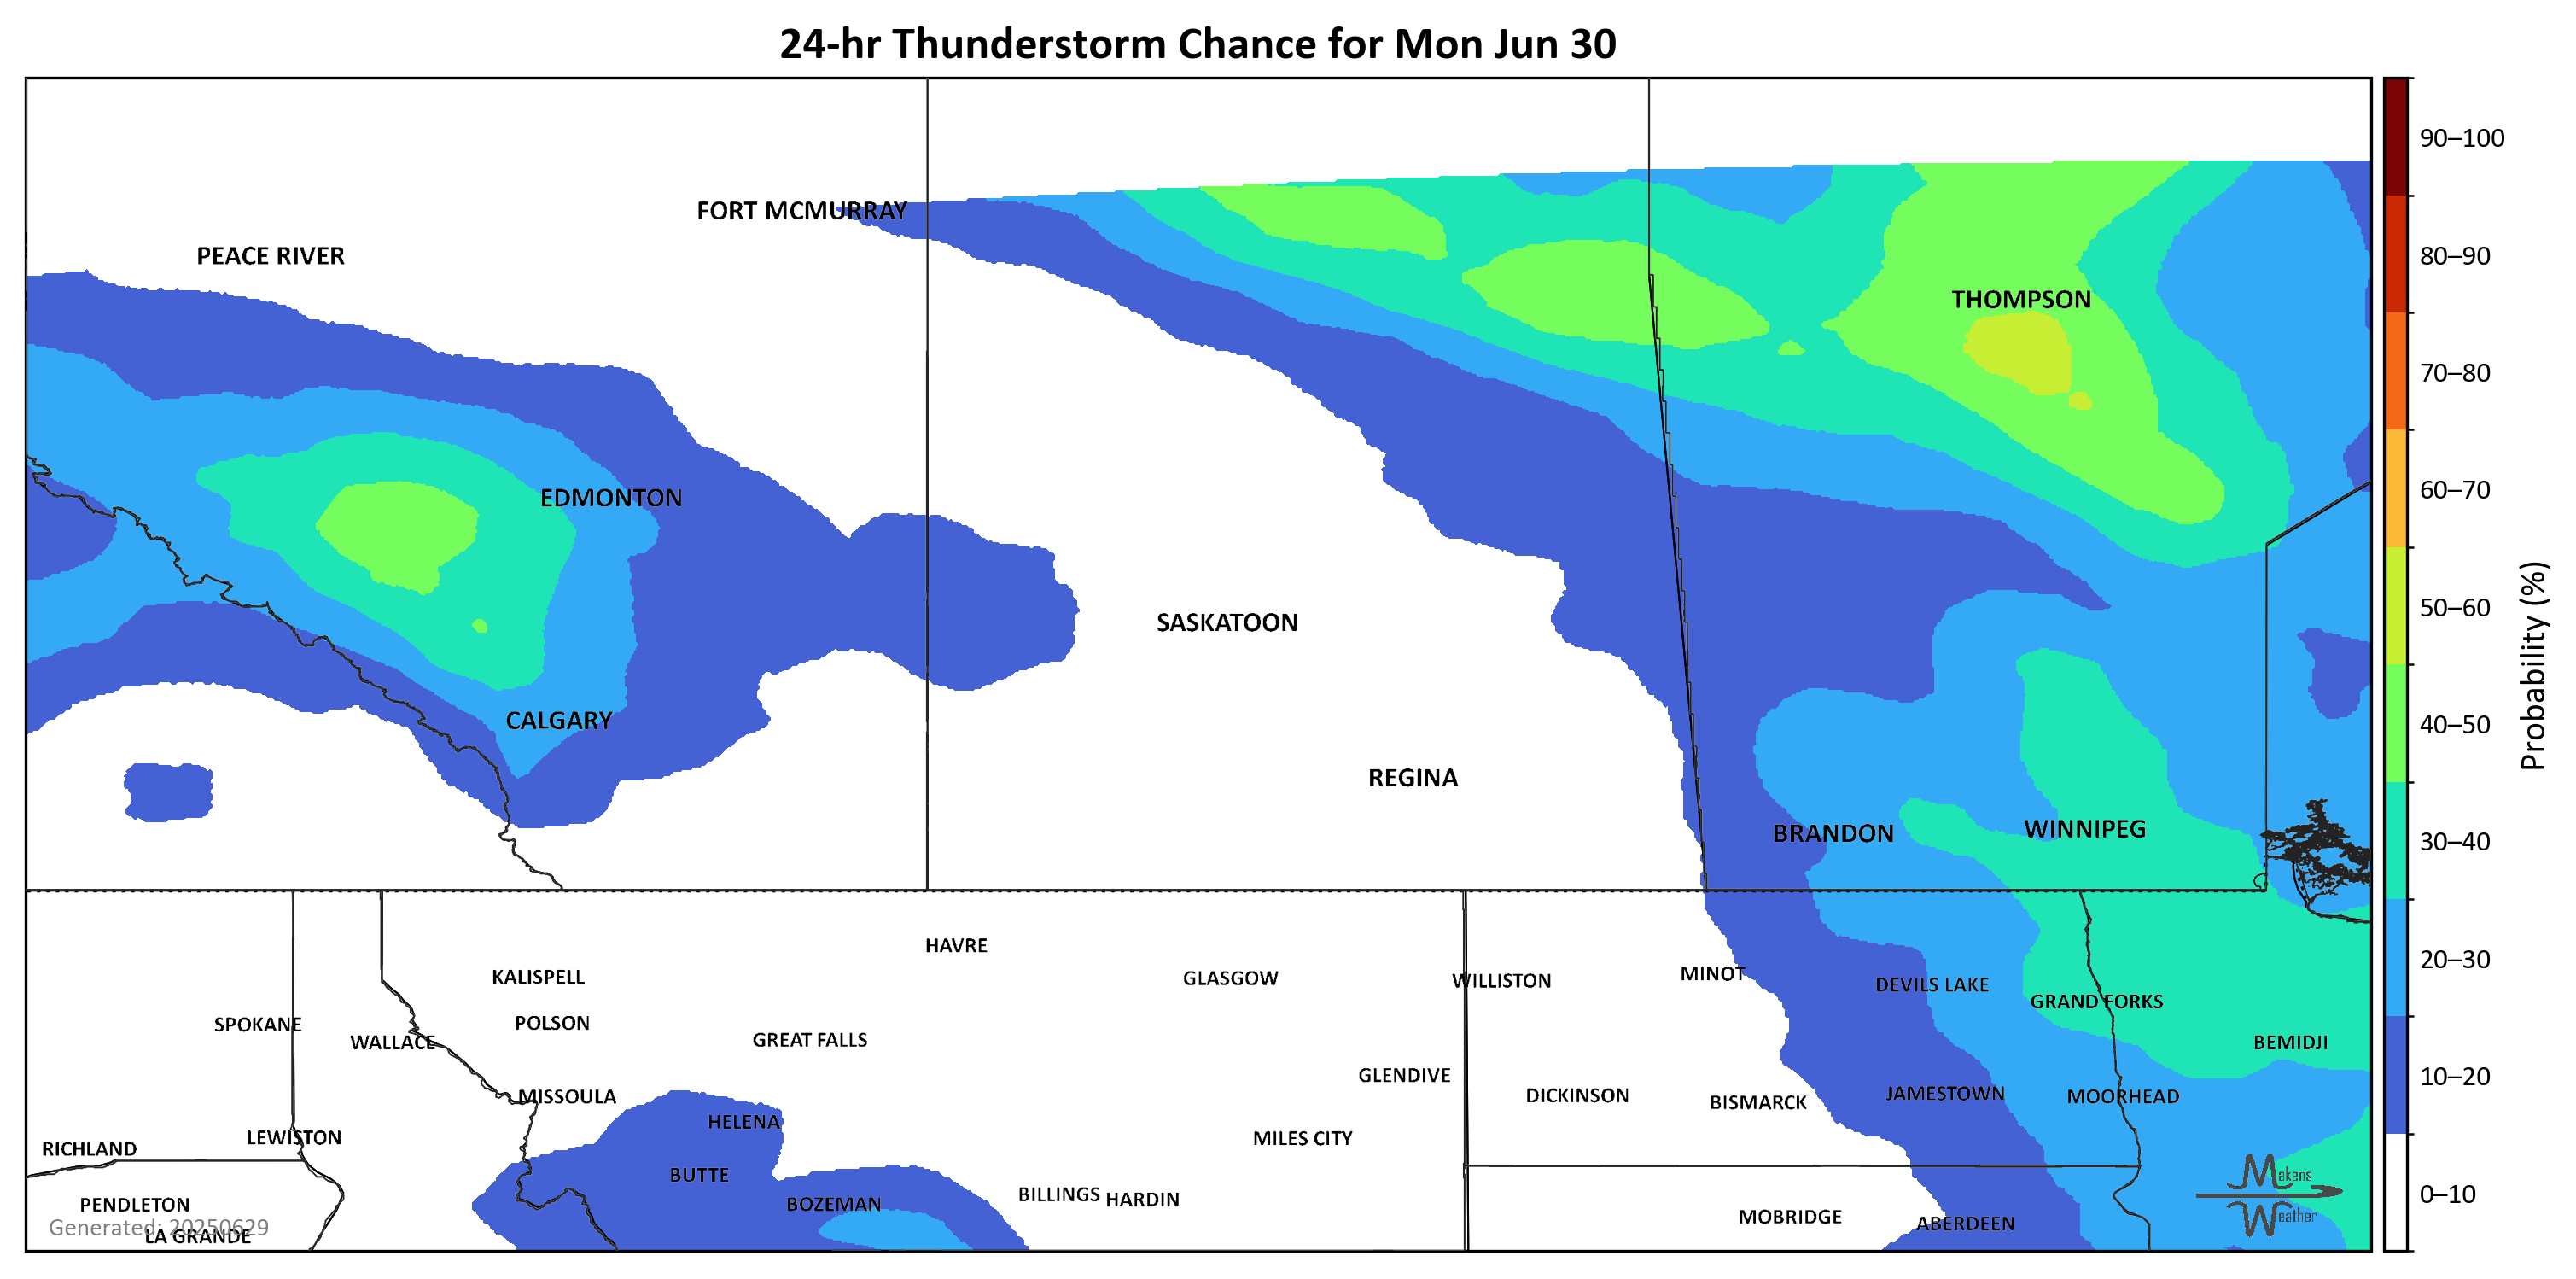 24-hr Thunderstorm Chance for Mon Jun 30
90–100
FORT MCMURRAY
PEACE RIVER
80–90
THOMPSON
70–80
60–70
EDMONTON
50–60
SASKATOON
Probability (%)
40–50
CALGARY
REGINA
30–40
BRANDON
WINNIPEG
20–30
HAVRE
KALISPELL
GLASGOW
WILLISTON
MINOT
DEVILS LAKE
GRAND FORKS
SPOKANE
POLSON
WALLACE
GREAT FALLS
BEMIDJI
10–20
GLENDIVE
MISSOULA
DICKINSON
BISMARCK
JAMESTOWN
MOORHEAD
HELENA
LEWISTON
MILES CITY
RICHLAND
BUTTE
Makens
Weather
0–10
PENDLETON
BOZEMAN
BILLINGS
HARDIN
MOBRIDGE
ABERDEEN
Generated: 20250629
LA GRANDE